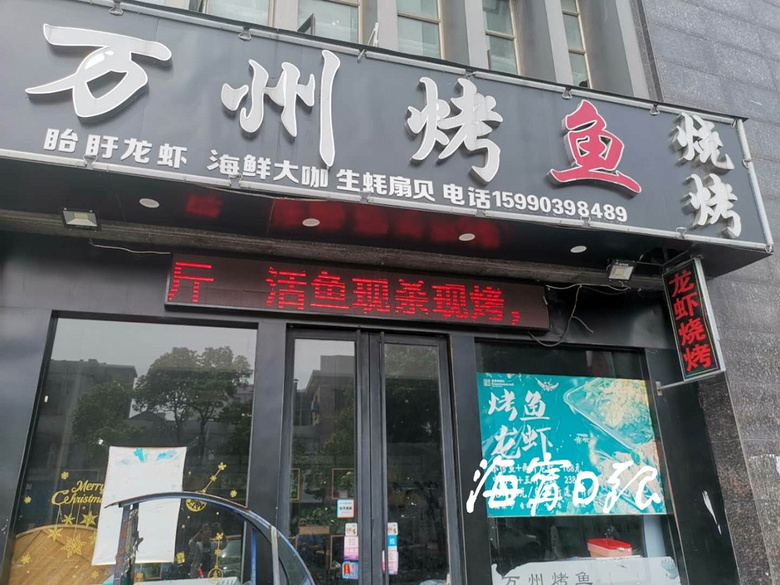 万州烤鱼 烧烤
盱眙龙虾 海鲜大咖 生蚝扇贝 电话15990398489
斤 活鱼现杀现烤，
龙虾烧烤
烤鱼
龙虾
海宁日报
Merry
Christmas
万州烤鱼